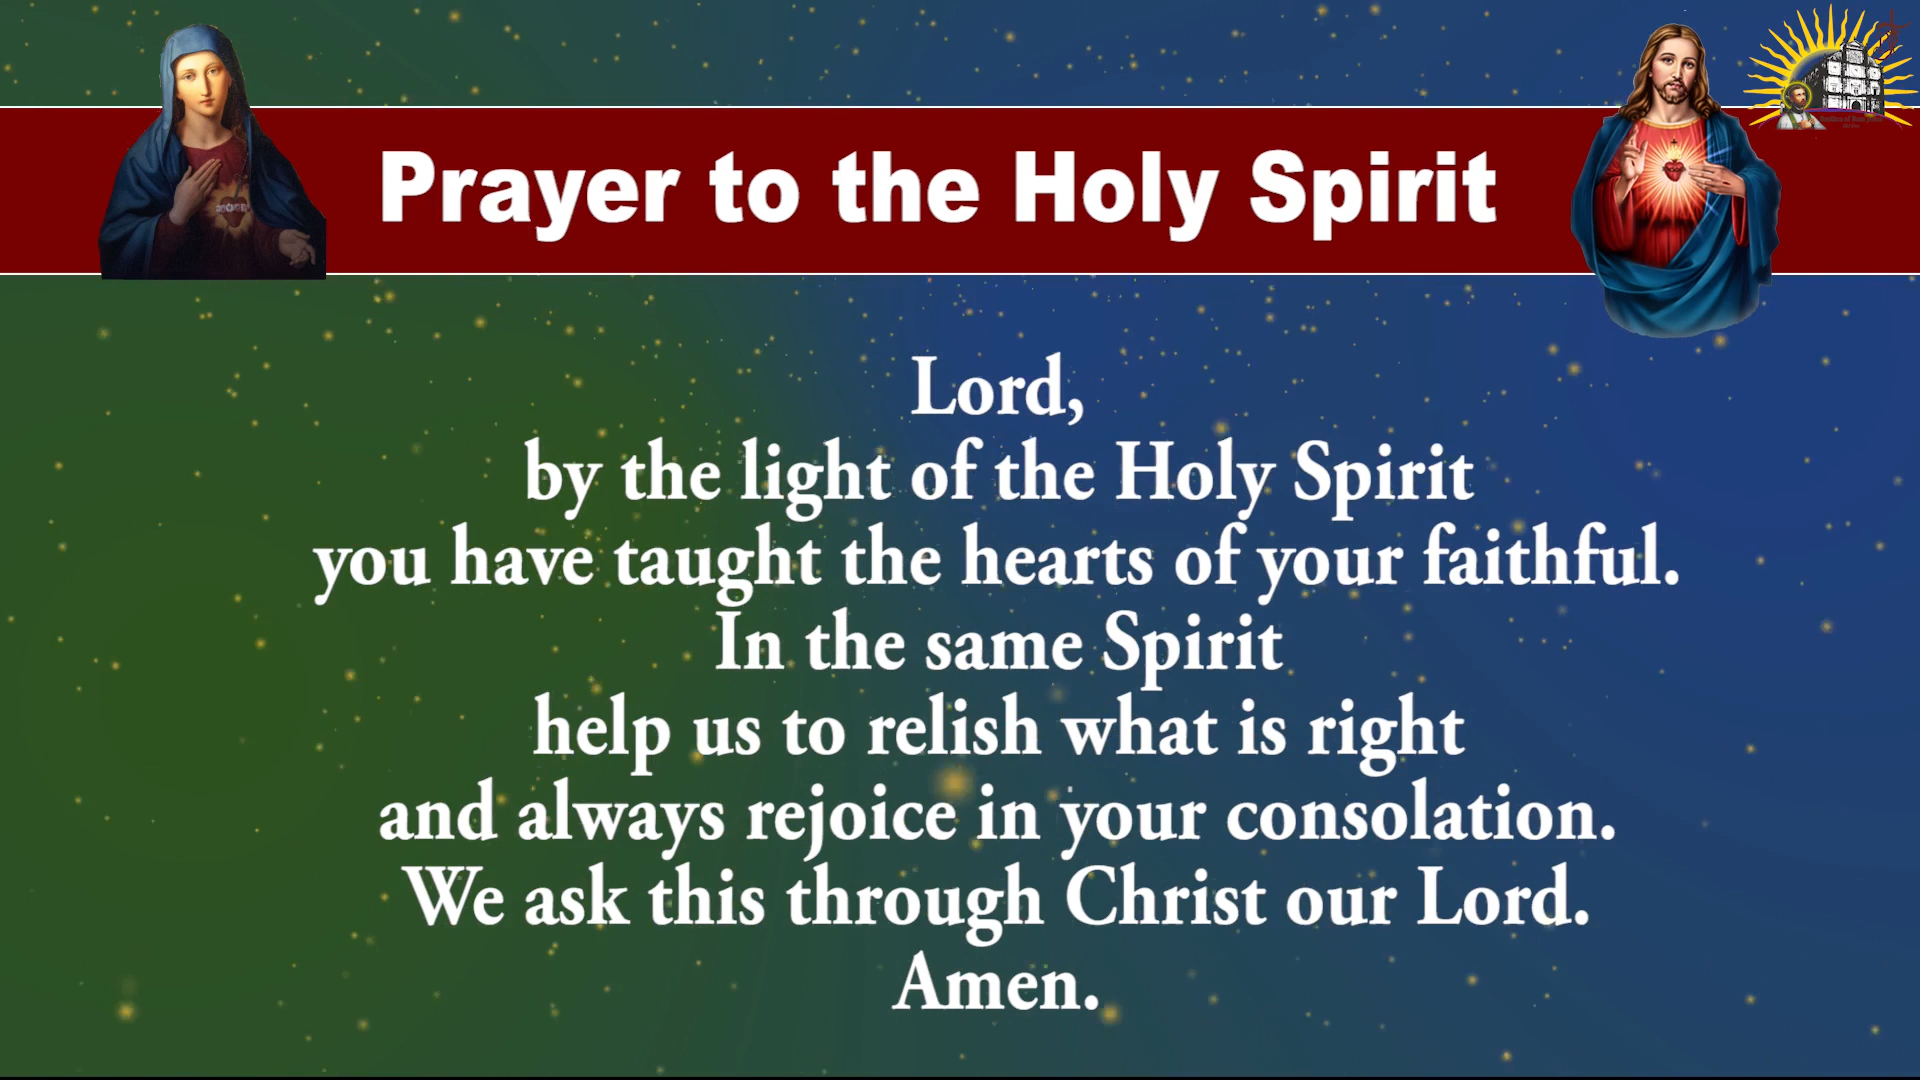 Prayer to the Holy Spirit
Lord,
by the light of the Holy Spirit
you have taught the hearts of your faithful.
In the same Spirit
help us to relish what is right
and always rejoice in your consolation.
We ask this through Christ our Lord.
Amen.